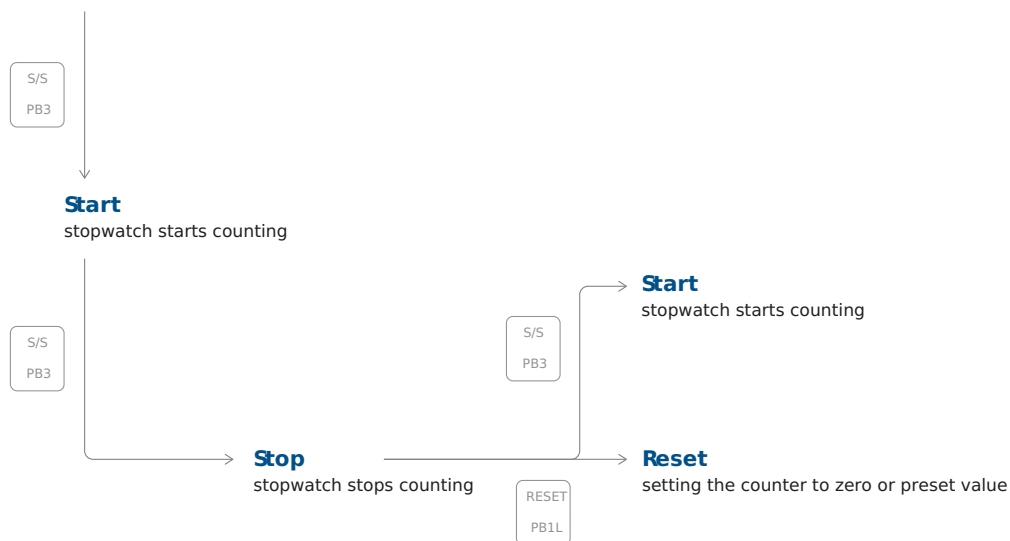 S/S
PB3
Start
stopwatch starts counting
S/S
PB3
Start
stopwatch starts counting
S/S
PB3
Stop
stopwatch stops counting
Reset
setting the counter to zero or preset value
RESET
PB1L